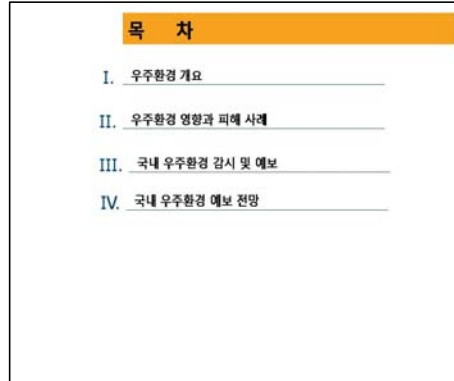 목 차
I. 우주환경 개요
II. 우주환경 영향과 피해 사례
III. 국내 우주환경 감시 및 예보
IV. 국내 우주환경 예보 전망